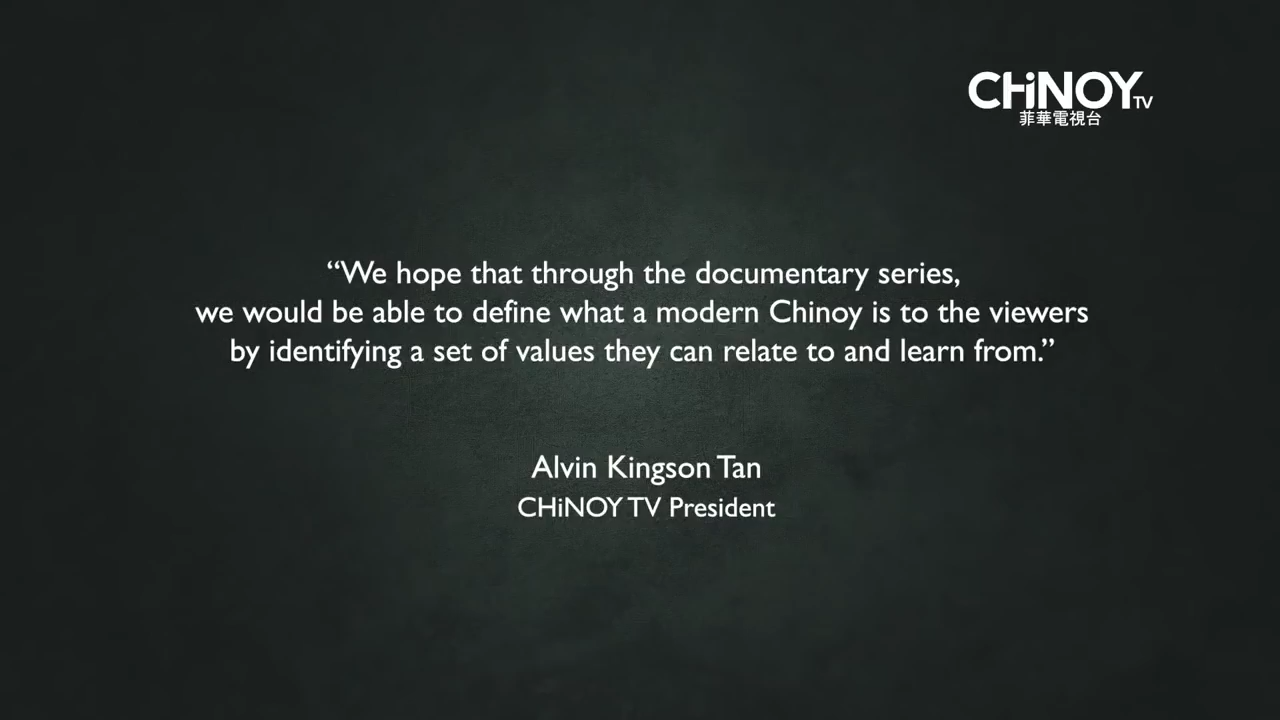 CHiNOY TV
菲華電視台
“We hope that through the documentary series,
we would be able to define what a modern Chinoy is to the viewers
by identifying a set of values they can relate to and learn from.”
Alvin Kingson Tan
CHiNOY TV President